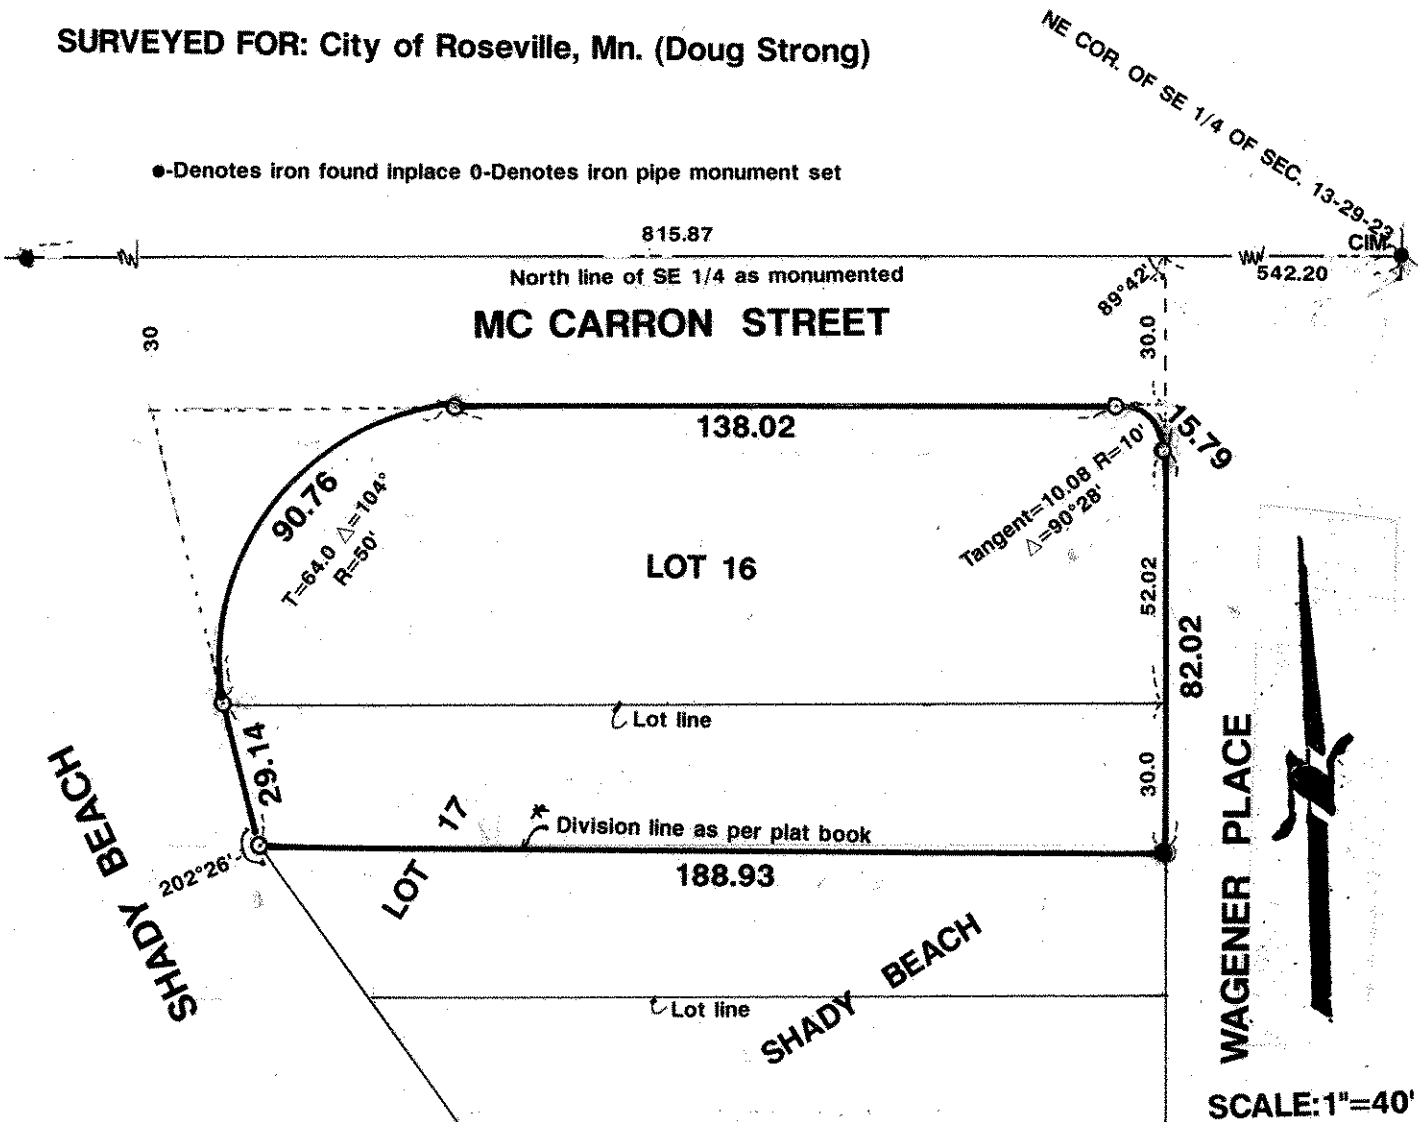 SURVEYED FOR: City of Roseville, Mn. (Doug Strong)
NE COR. OF SE 1/4 OF SEC. 13-29-23
●-Denotes iron found inplace 0-Denotes iron pipe monument set
815.87
CIM
North line of SE 1/4 as monumented
542.20
89°42'
30
MC CARRON STREET
30.0
138.02
15.79
90.76
T=64.0 △=104°
R=50'
Tangent=10.08 R=10'
△=90°28'
LOT 16
52.02
82.02
Lot line
29.14
30.0
SHADY BEACH
WAGENER PLACE
LOT 17
* Division line as per plat book
188.93
202°26'
SHADY BEACH
Lot line
SCALE:1"=40'